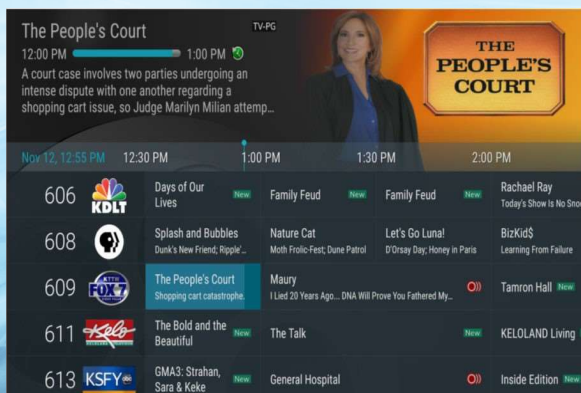 The People's Court
TV-PG
12:00 PM 1:00 PM
A court case involves two parties undergoing an
intense dispute with one another regarding a
shopping cart issue, so Judge Marilyn Milian attemp...
THE
PEOPLE'S
COURT
Nov 12, 12:55 PM 12:30 PM 1:00 PM 1:30 PM 2:00 PM
606 KDLT Days of Our Lives New Family Feud New Family Feud New Rachael Ray
Today's Show Is No Snoo
608 Splash and Bubbles Nature Cat Let's Go Luna! BizKid$
Dunk's New Friend; Ripple'... Moth Frolic-Fest; Dune Patrol D'Orsay Day; Honey in Paris Learning From Failure
609 KTTW FOX 7 The People's Court Maury Tamron Hall New
Shopping cart catastrophe. I Lied 20 Years Ago... DNA Will Prove You Fathered My...
611 Kelo The Bold and the Beautiful New The Talk New KELOLAND Living
613 KSFY GMA3: Strahan, Sara & Keke New General Hospital Inside Edition New